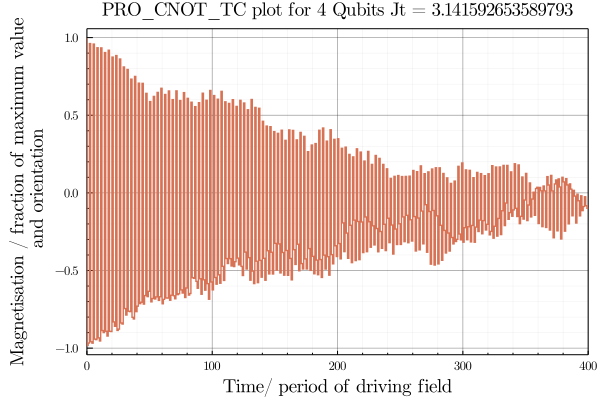 PRO_CNOT_TC plot for 4 Qubits Jt = 3.141592653589793
Magnetisation / fraction of maximum value
and orientation
1.0
0.5
0.0
−0.5
−1.0
0 100 200 300 400
Time/ period of driving field